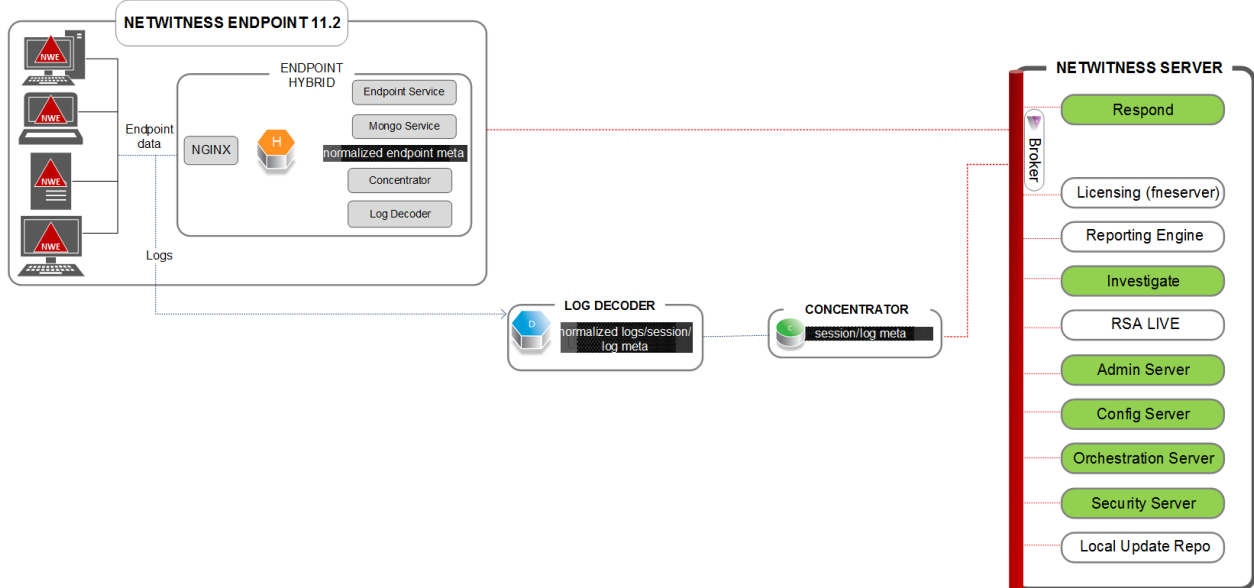 NETWITNESS ENDPOINT 11.2
NWE
NWE
NWE
NWE
Endpoint
data
Logs
ENDPOINT
HYBRID
NGINX
H
Endpoint Service
Mongo Service
normalized endpoint meta
Concentrator
Log Decoder
LOG DECODER
D
normalized logs/session/
log meta
CONCENTRATOR
C
session/log meta
NETWITNESS SERVER
Broker
Respond
Licensing (fneserver)
Reporting Engine
Investigate
RSA LIVE
Admin Server
Config Server
Orchestration Server
Security Server
Local Update Repo